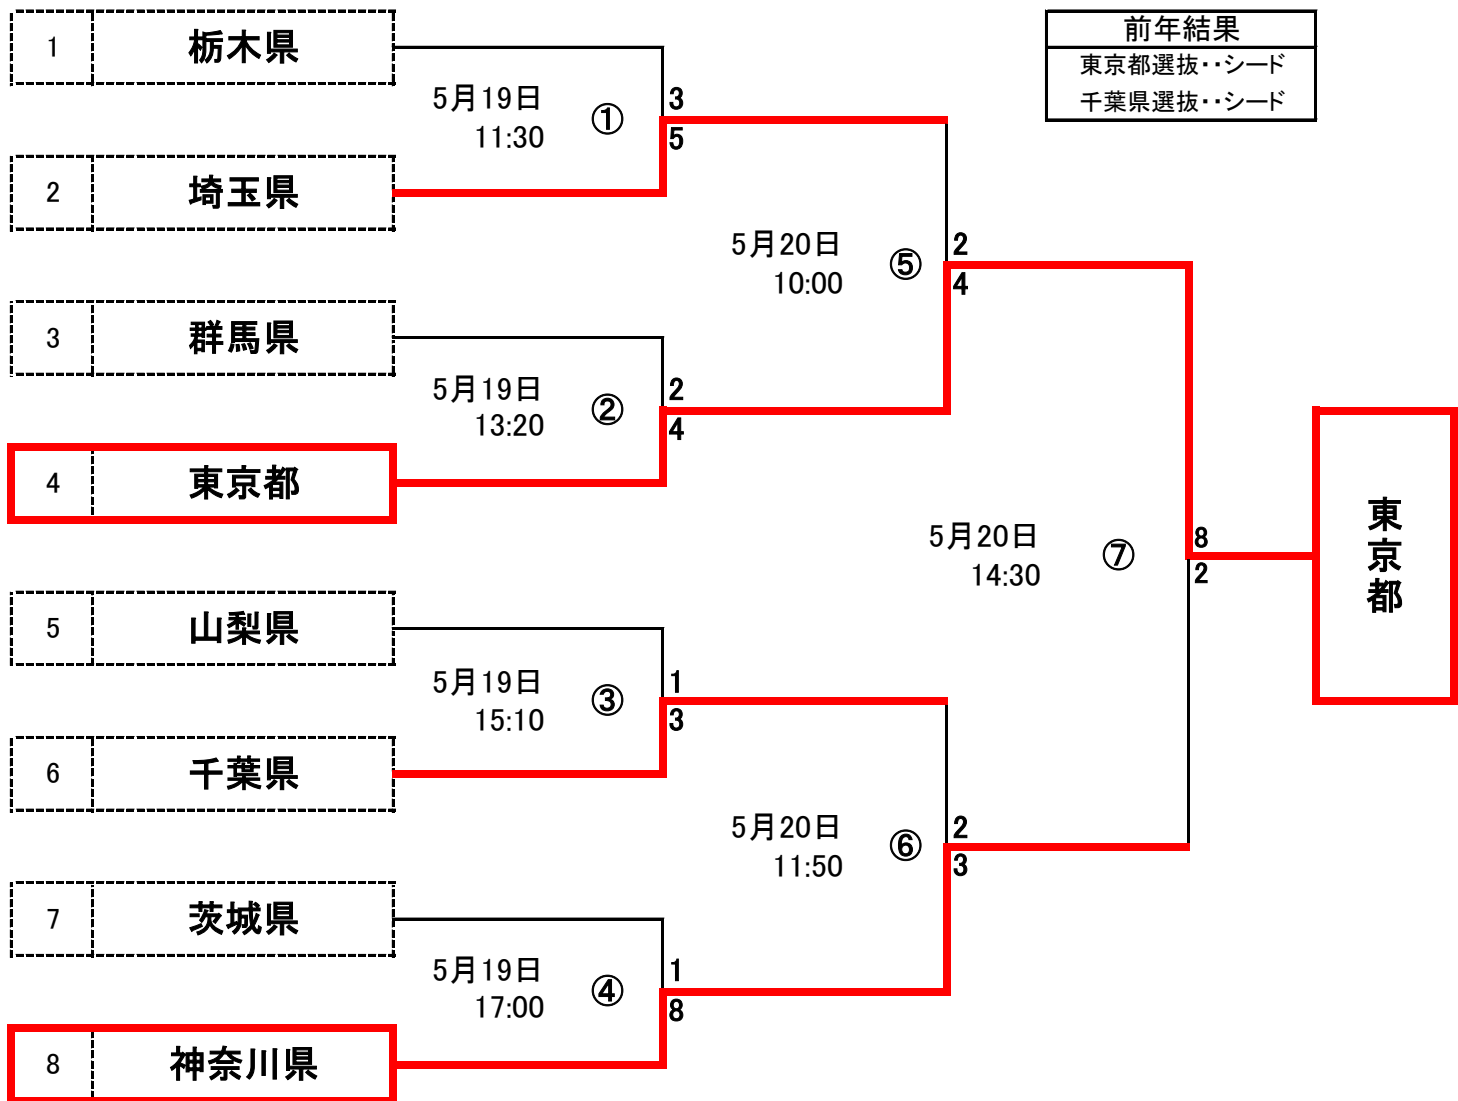 前年結果
東京都選抜・・シード
千葉県選抜・・シード
1 栃木県
5月19日
11:30
①
3
5
2 埼玉県
5月20日
10:00
⑤
2
4
3 群馬県
5月19日
13:20
②
2
4
4 東京都
5月20日
14:30
⑦
8
2
東京都
5 山梨県
5月19日
15:10
③
1
3
6 千葉県
5月20日
11:50
⑥
2
3
7 茨城県
5月19日
17:00
④
1
8
8 神奈川県